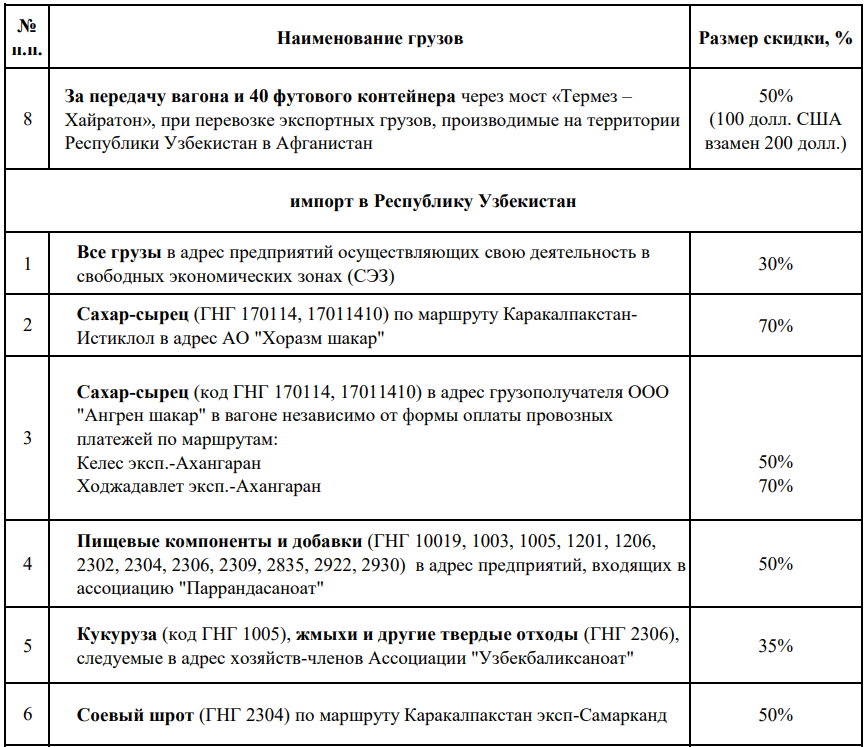 №
п.п.
Наименование грузов
Размер скидки, %
8
За передачу вагона и 40 футового контейнера через мост «Термез –
Хайратон», при перевозке экспортных грузов, производимые на территории
Республики Узбекистан в Афганистан
50%
(100 долл. США
взамен 200 долл.)
импорт в Республику Узбекистан
1
Все грузы в адрес предприятий осуществляющих свою деятельность в
свободных экономических зонах (СЭЗ)
30%
2
Сахар-сырец (ГНГ 170114, 17011410) по маршруту Каракалпакстан-
Истиклол в адрес АО "Хоразм шакар"
70%
3
Сахар-сырец (код ГНГ 170114, 17011410) в адрес грузополучателя ООО
"Ангрен шакар" в вагоне независимо от формы оплаты провозных
платежей по маршрутам:
Келес эксп.-Ахангаран
50%
Ходжадавлет эксп.-Ахангаран
70%
4
Пищевые компоненты и добавки (ГНГ 10019, 1003, 1005, 1201, 1206,
2302, 2304, 2306, 2309, 2835, 2922, 2930) в адрес предприятий, входящих в
ассоциацию "Паррандасаноат"
50%
5
Кукуруза (код ГНГ 1005), жмыхи и другие твердые отходы (ГНГ 2306),
следуемые в адрес хозяйств-членов Ассоциации "Узбекбаликсаноат"
35%
6
Соевый шрот (ГНГ 2304) по маршруту Каракалпакстан эксп-Самарканд
50%